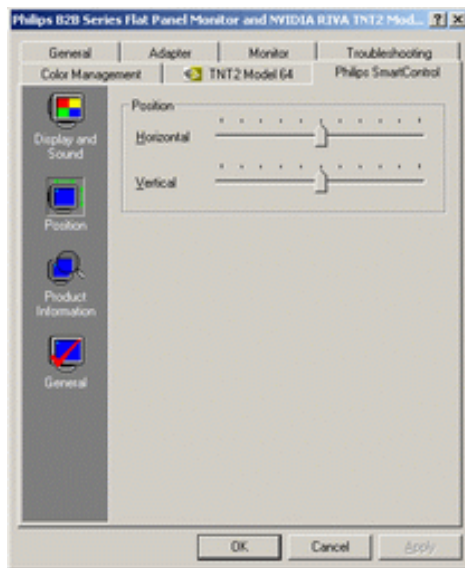 Philips B2B Series Flat Panel Monitor and NVIDIA RIVA TNT2 Mod...
General Adapter Monitor Troubleshooting
Color Management TNT2 Model 64 Philips SmartControl
Display and
Sound
Position
Product
Information
General
Position
Horizontal
Vertical
OK Cancel Apply